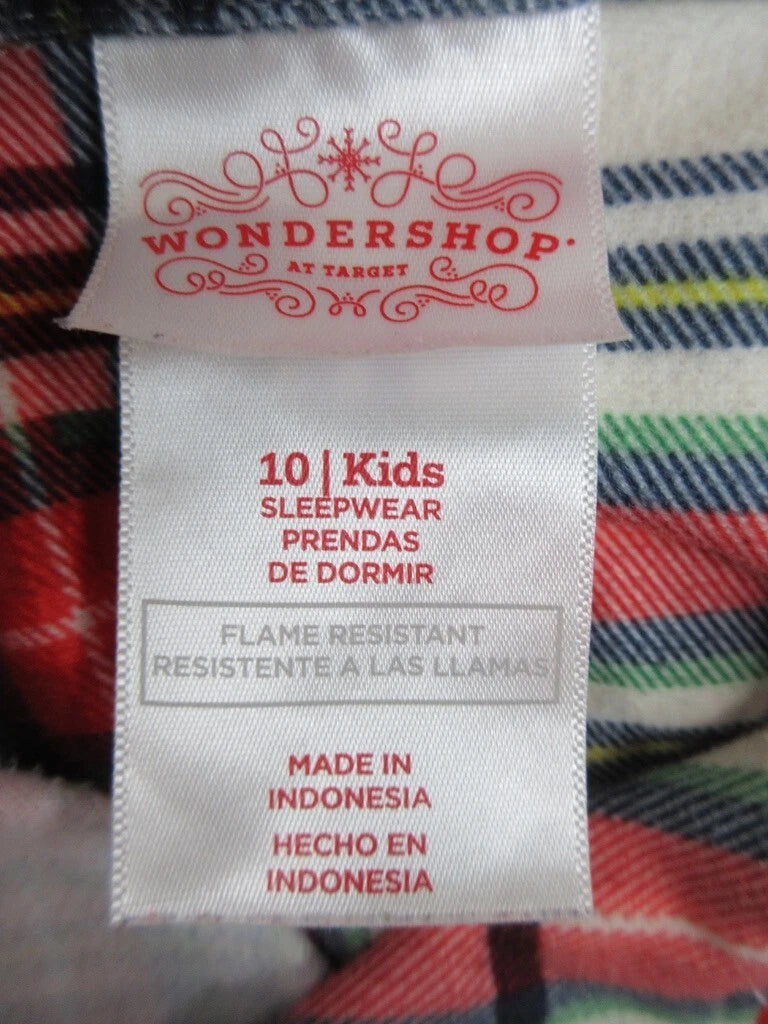 WONDERSHOP
AT TARGET
10 | Kids
SLEEPWEAR
PRENDAS
DE DORMIR
FLAME RESISTANT
RESISTENTE A LAS LLAMAS
MADE IN
INDONESIA
HECHO EN
INDONESIA